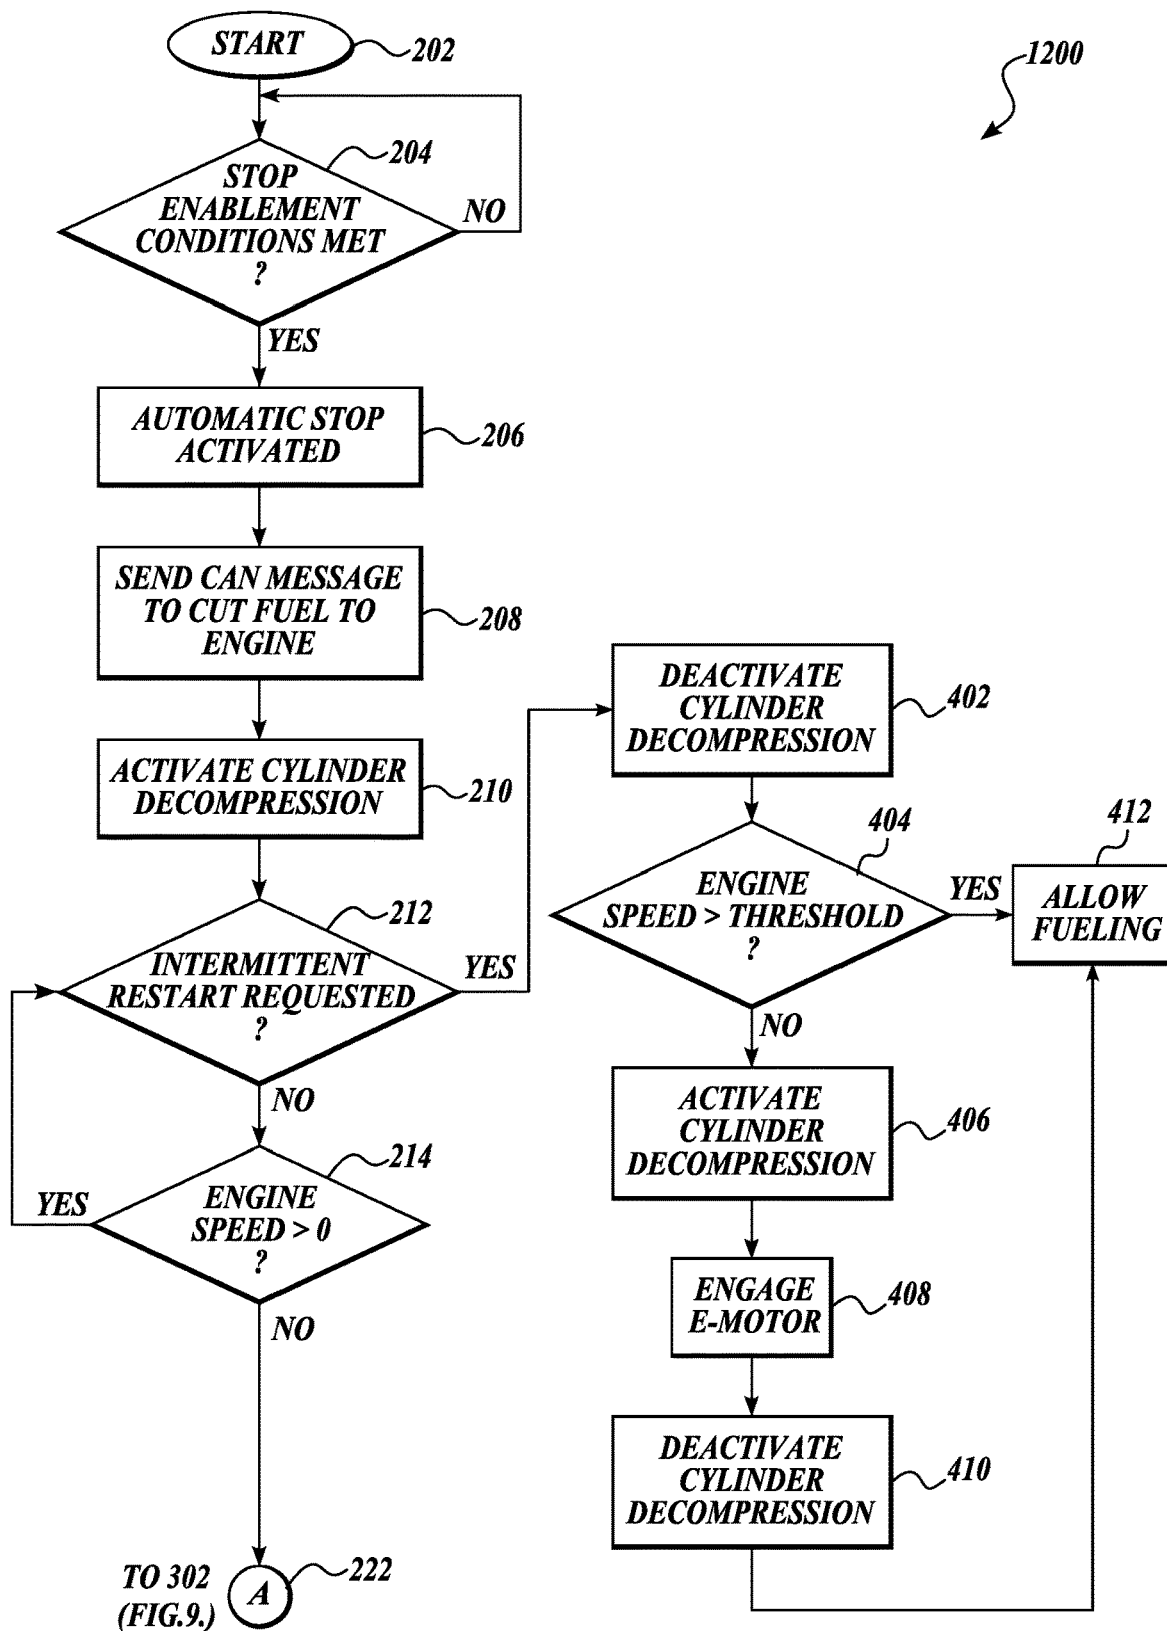 START
202
1200
204
STOP
ENABLEMENT
CONDITIONS MET
?
NO
YES
AUTOMATIC STOP
ACTIVATED
206
SEND CAN MESSAGE
TO CUT FUEL TO
ENGINE
208
ACTIVATE CYLINDER
DECOMPRESSION
210
212
INTERMITTENT
RESTART REQUESTED
?
YES
NO
214
ENGINE
SPEED > 0
?
YES
NO
TO 302
(FIG.9.)
A
222
DEACTIVATE
CYLINDER
DECOMPRESSION
402
404
ENGINE
SPEED > THRESHOLD
?
YES
412
ALLOW
FUELING
NO
ACTIVATE
CYLINDER
DECOMPRESSION
406
ENGAGE
E-MOTOR
408
DEACTIVATE
CYLINDER
DECOMPRESSION
410